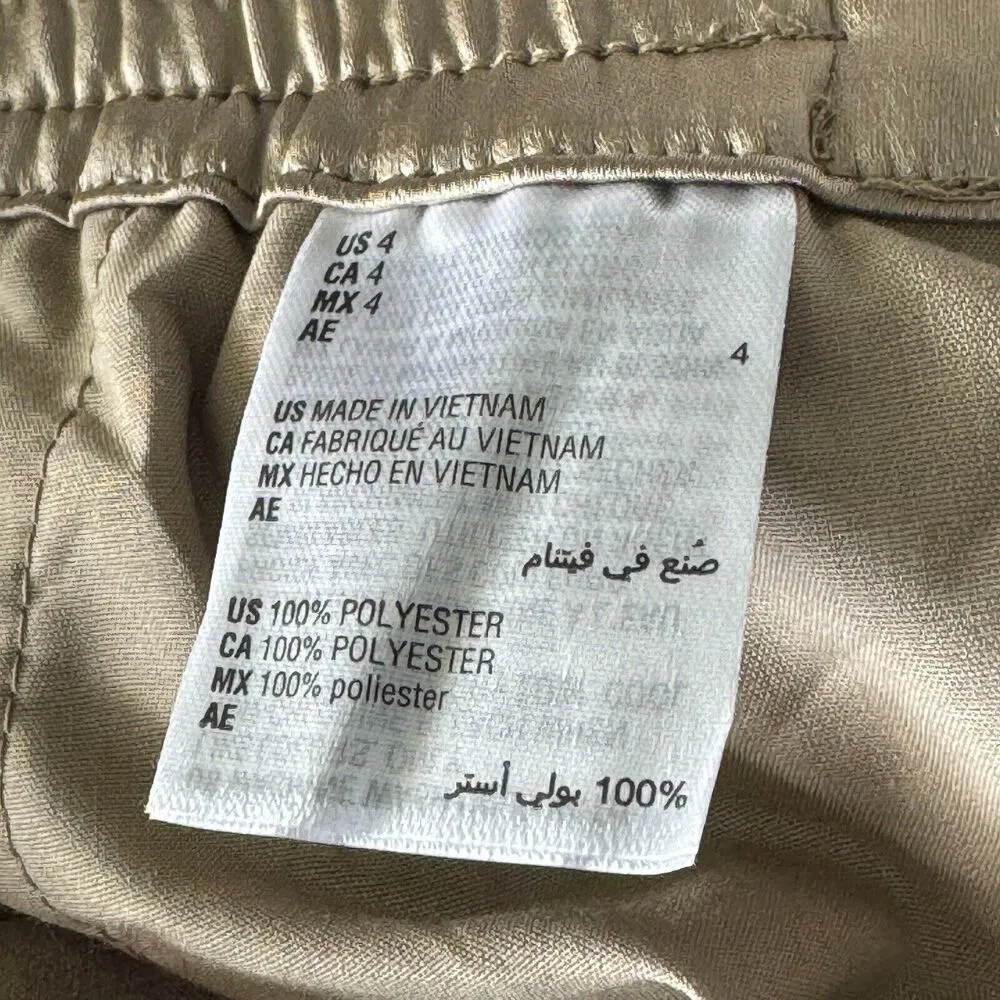 US 4
CA 4
MX 4
AE
4
US MADE IN VIETNAM
CA FABRIQUÉ AU VIETNAM
MX HECHO EN VIETNAM
AE
صُنع في فيتنام
US 100% POLYESTER
CA 100% POLYESTER
MX 100% poliester
AE
100% بولي أستر